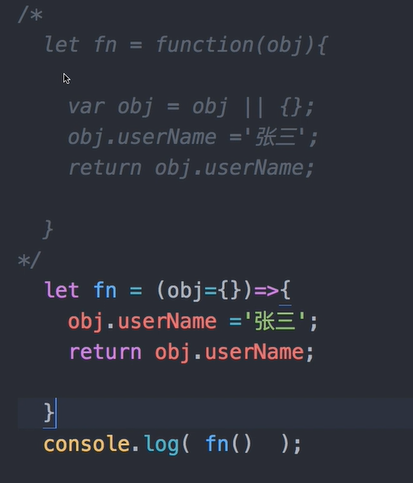 /*
let fn = function(obj){
var obj = obj || {};
obj.userName ='张三';
return obj.userName;
}
*/
let fn = (obj={})=>{
obj.userName ='张三';
return obj.userName;
}
console.log( fn()  );